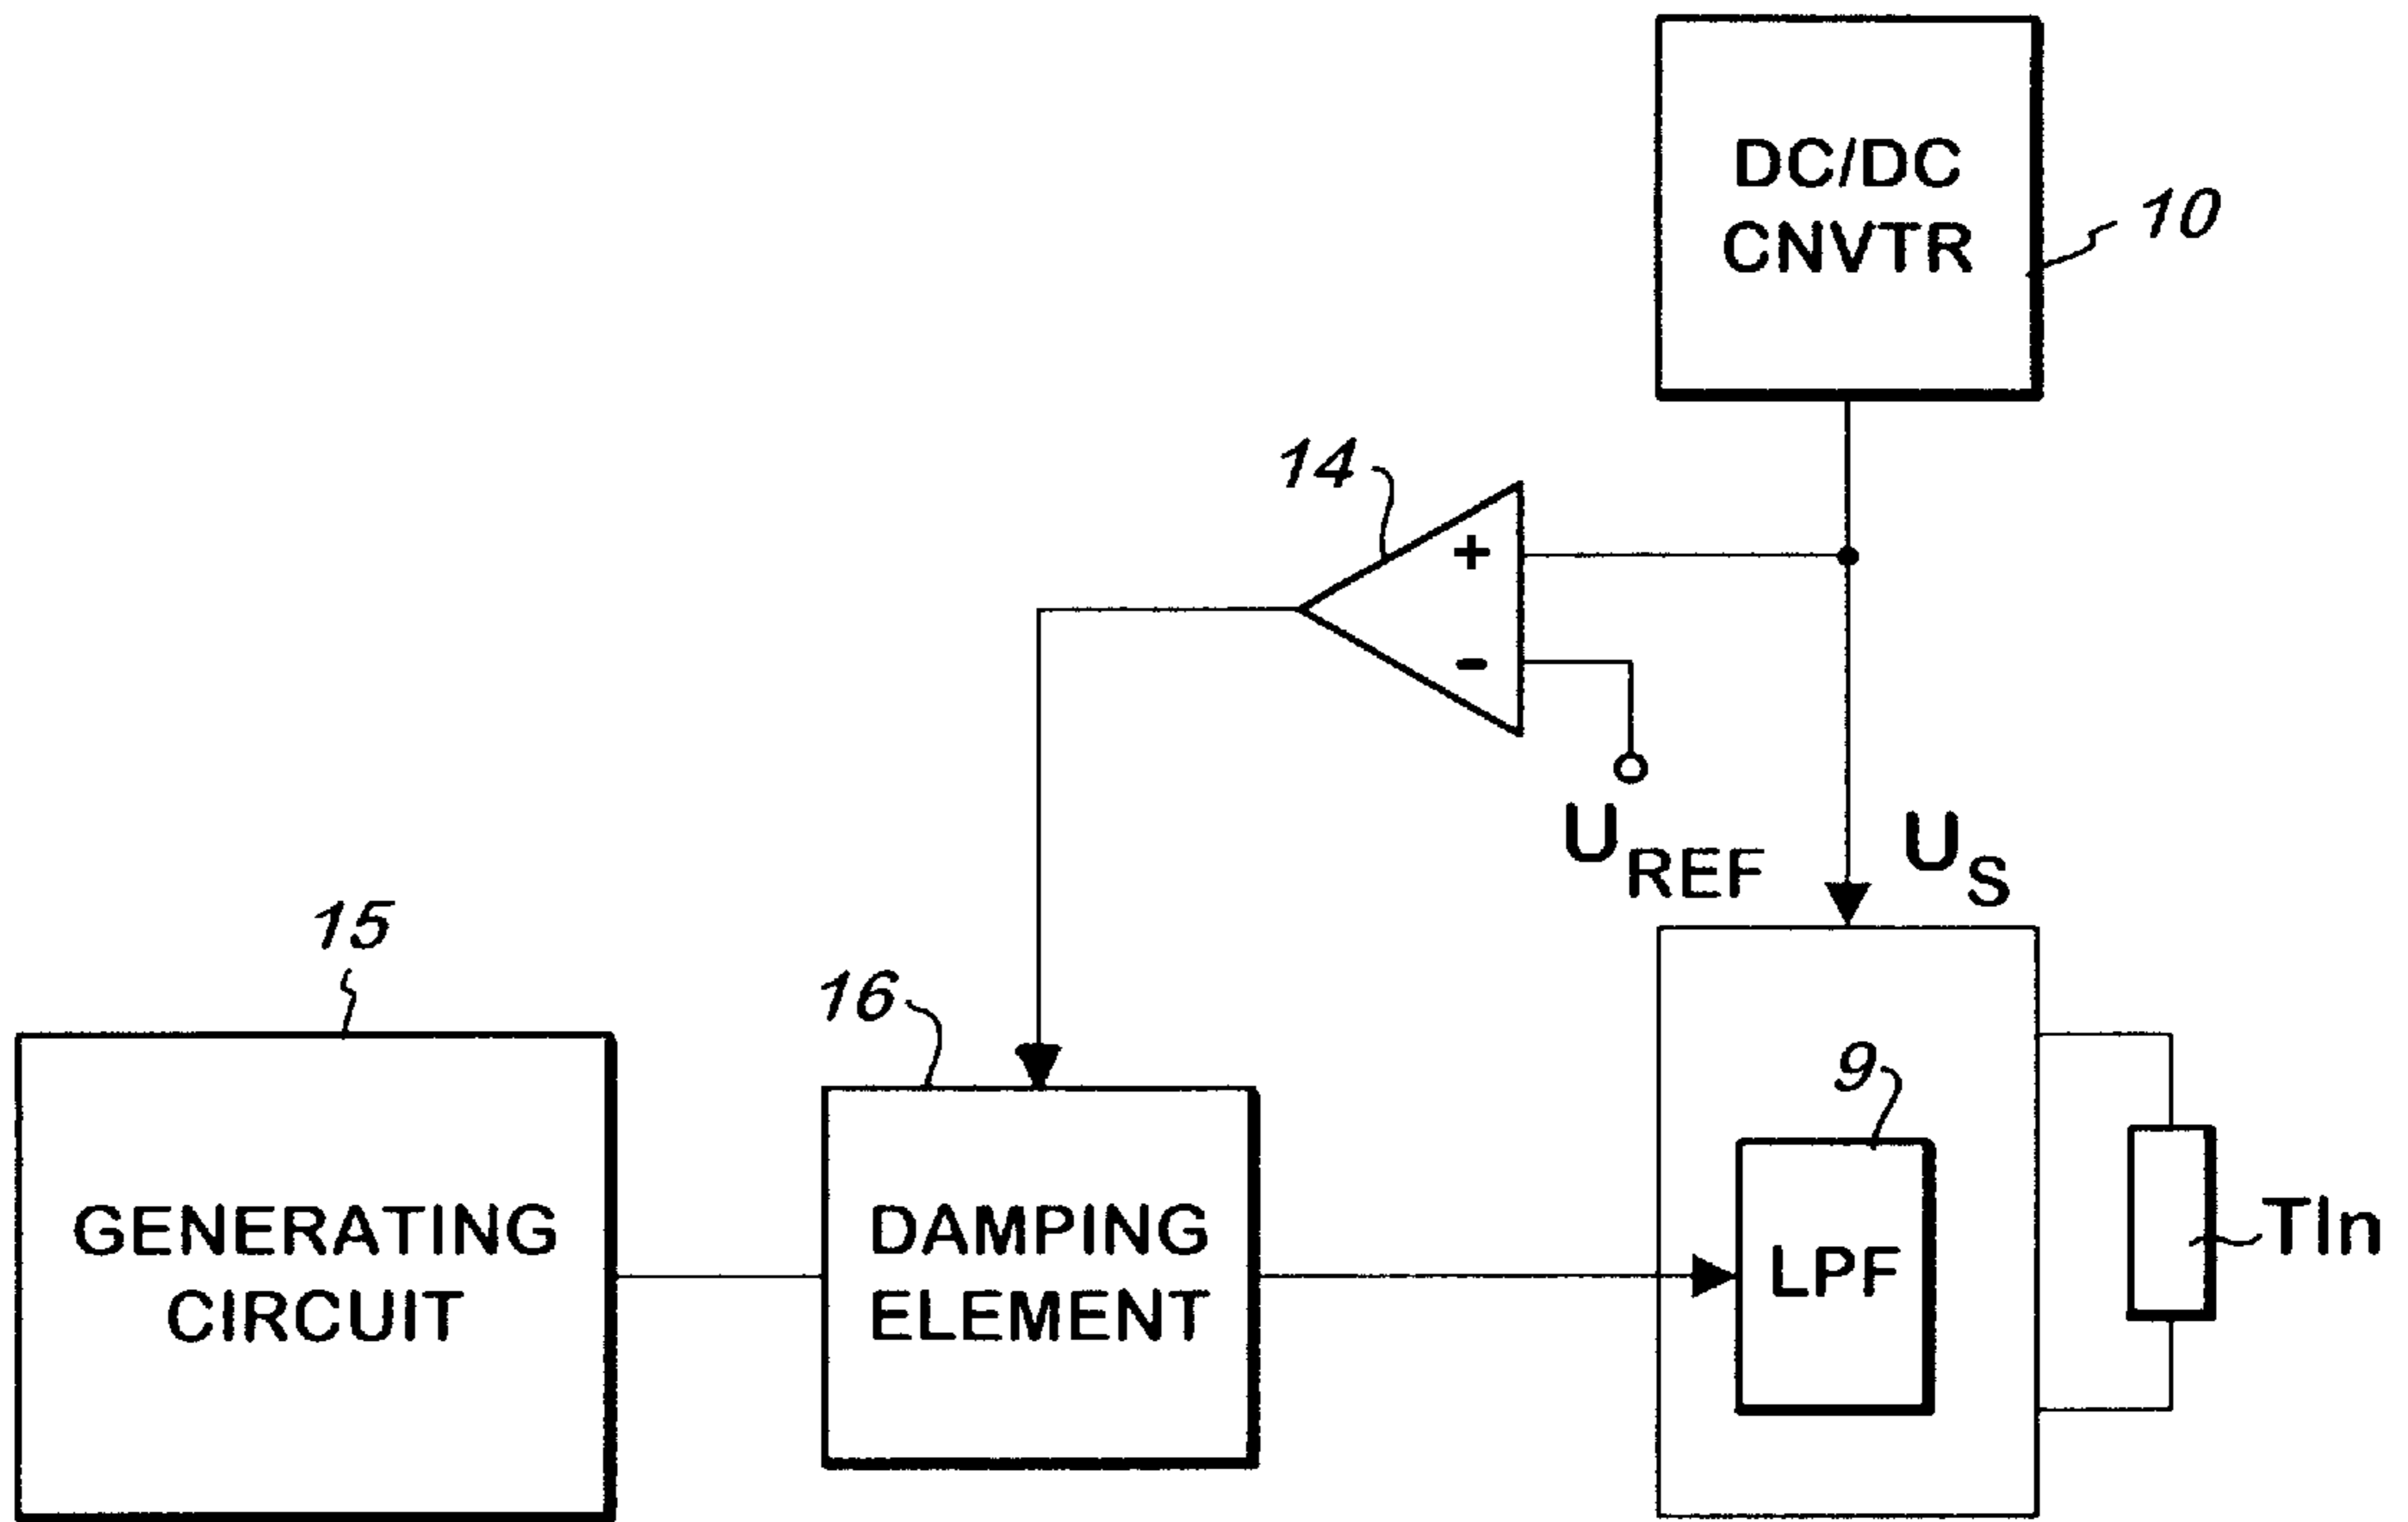 DC/DC
CNVTR
10
14
+
-
U REF
U S
15
16
9
GENERATING
CIRCUIT
DAMPING
ELEMENT
LPF
Tln